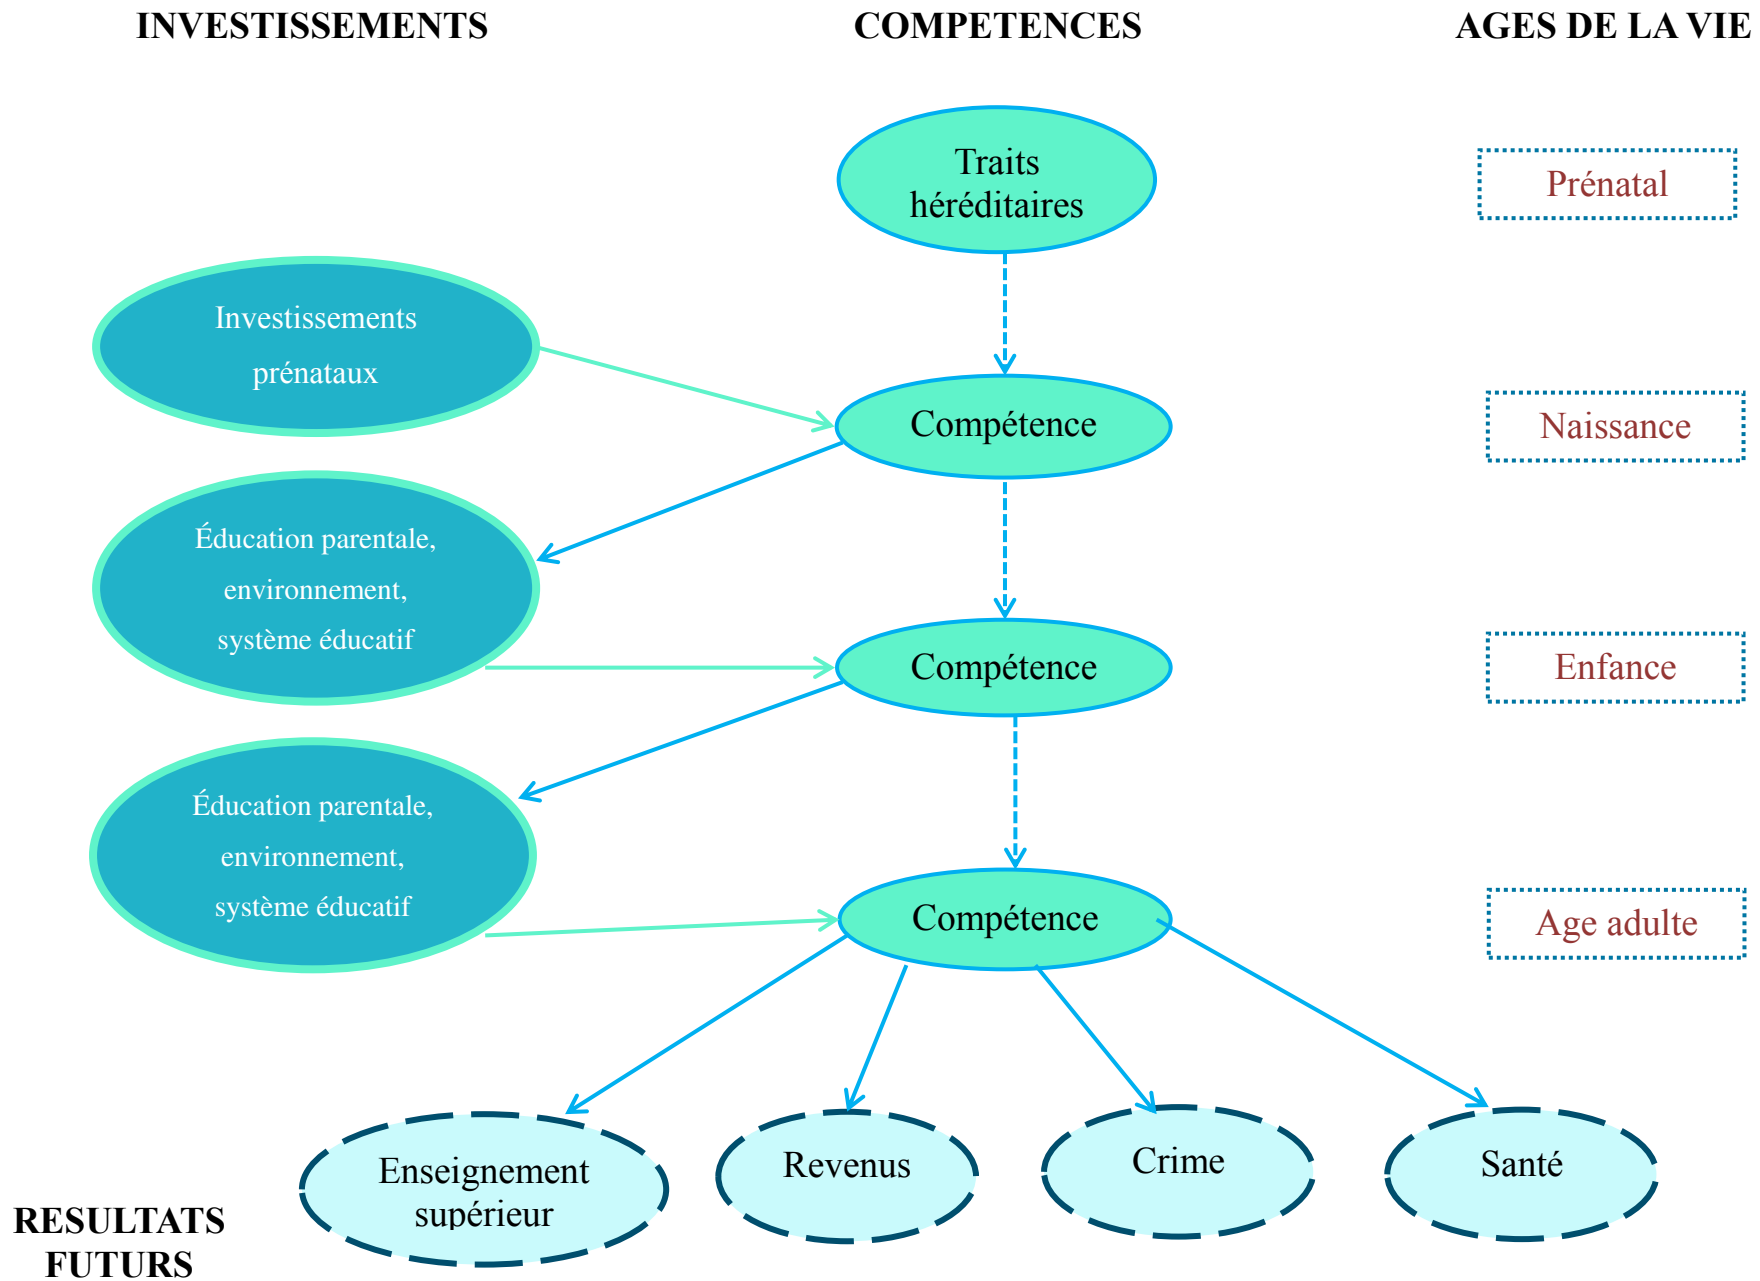 INVESTISSEMENTS
COMPETENCES
AGES DE LA VIE
Traits
héréditaires
Prénatal
Investissements
prénataux
Compétence
Naissance
Éducation parentale,
environnement,
système éducatif
Compétence
Enfance
Éducation parentale,
environnement,
système éducatif
Compétence
Age adulte
Enseignement
supérieur
Revenus
Crime
Santé
RESULTATS
FUTURS